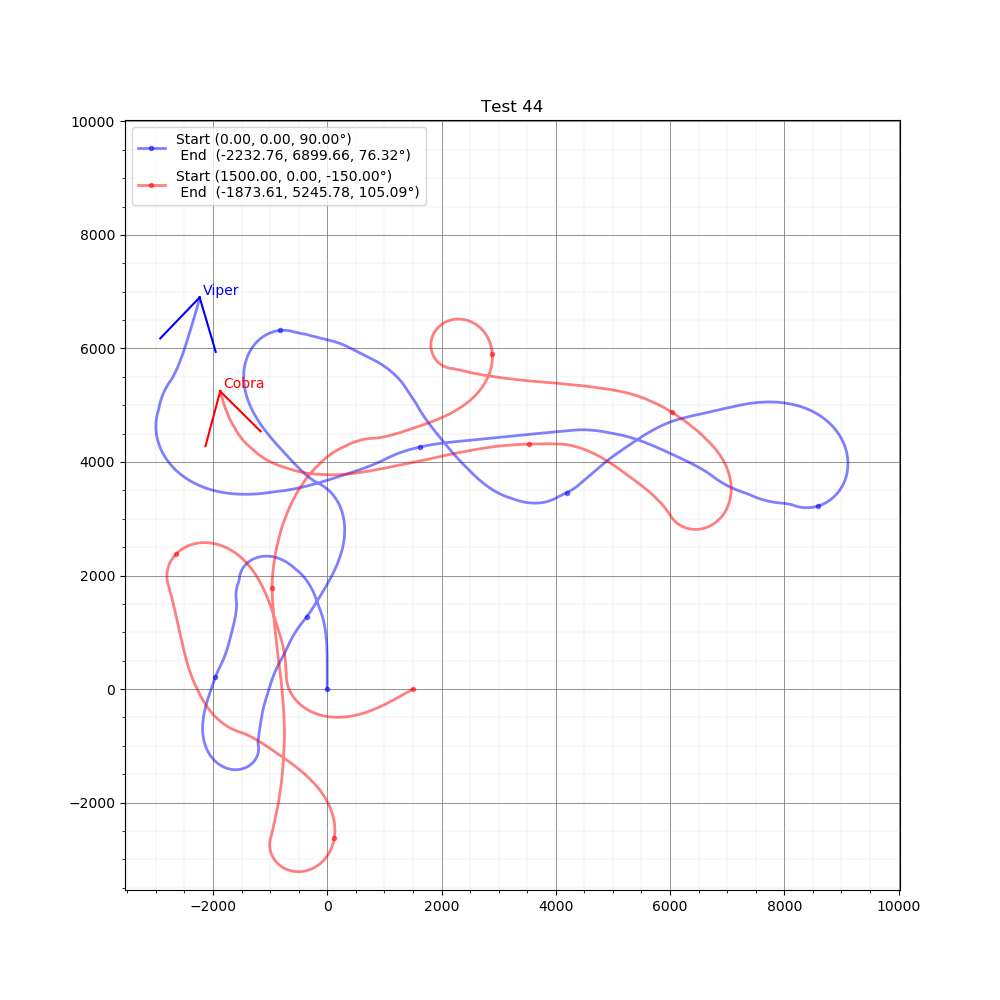 Test 44
Start (0.00, 0.00, 90.00°)
End (-2232.76, 6899.66, 76.32°)
Start (1500.00, 0.00, -150.00°)
End (-1873.61, 5245.78, 105.09°)
10000
8000
6000
4000
2000
0
−2000
Viper
Cobra
−2000 0 2000 4000 6000 8000 10000